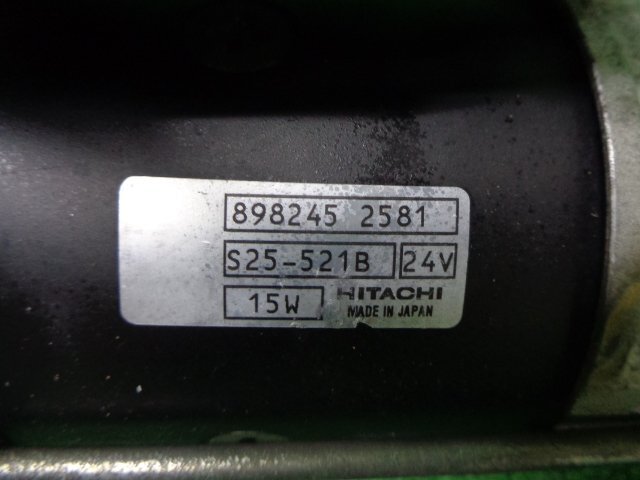 898245 2581
S25-521B 24V
15W HITACHI
MADE IN JAPAN